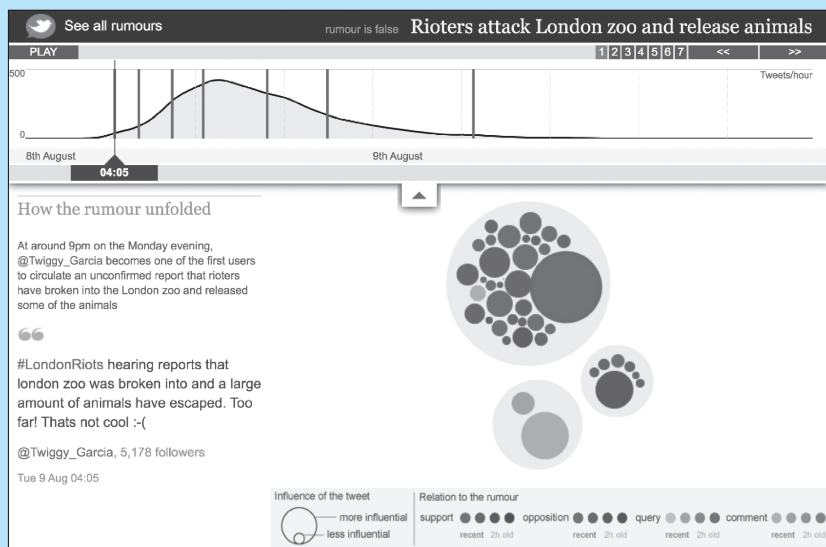 See all rumours
rumour is false Rioters attack London zoo and release animals
PLAY
1 2 3 4 5 6 7 << >>
500
Tweets/hour
0
8th August
9th August
04:05
How the rumour unfolded
At around 9pm on the Monday evening,
@Twiggy_Garcia becomes one of the first users
to circulate an unconfirmed report that rioters
have broken into the London zoo and released
some of the animals
“
#LondonRiots hearing reports that
london zoo was broken into and a large
amount of animals have escaped. Too
far! Thats not cool :-(
@Twiggy_Garcia, 5,178 followers
Tue 9 Aug 04:05
Influence of the tweet
more influential
less influential
Relation to the rumour
support opposition query comment
recent 2h old recent 2h old recent 2h old recent 2h old